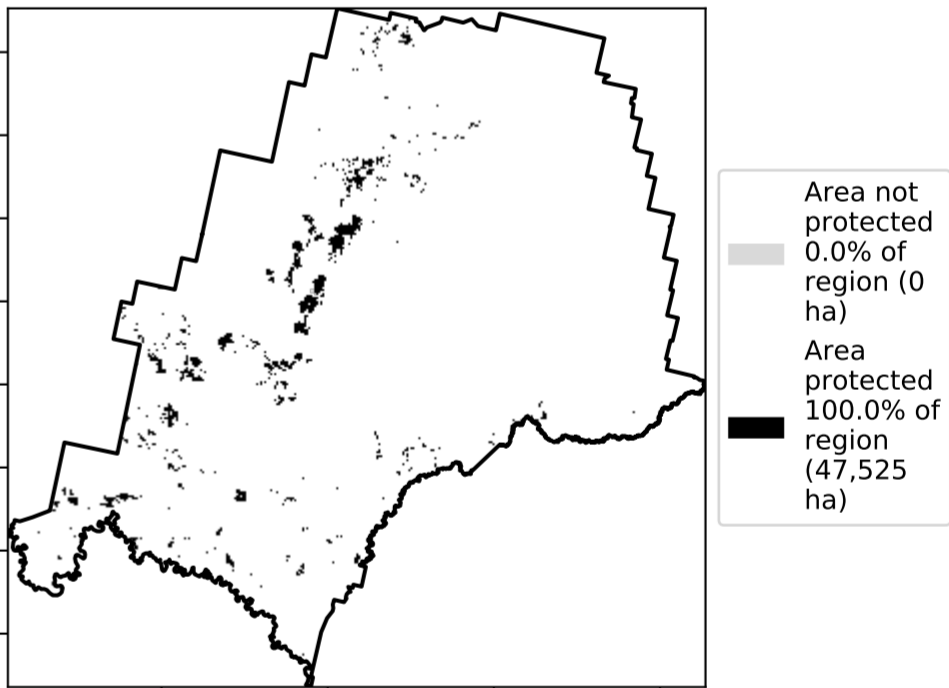 Area not
protected
0.0% of
region (0
ha)
Area
protected
100.0% of
region
(47,525
ha)